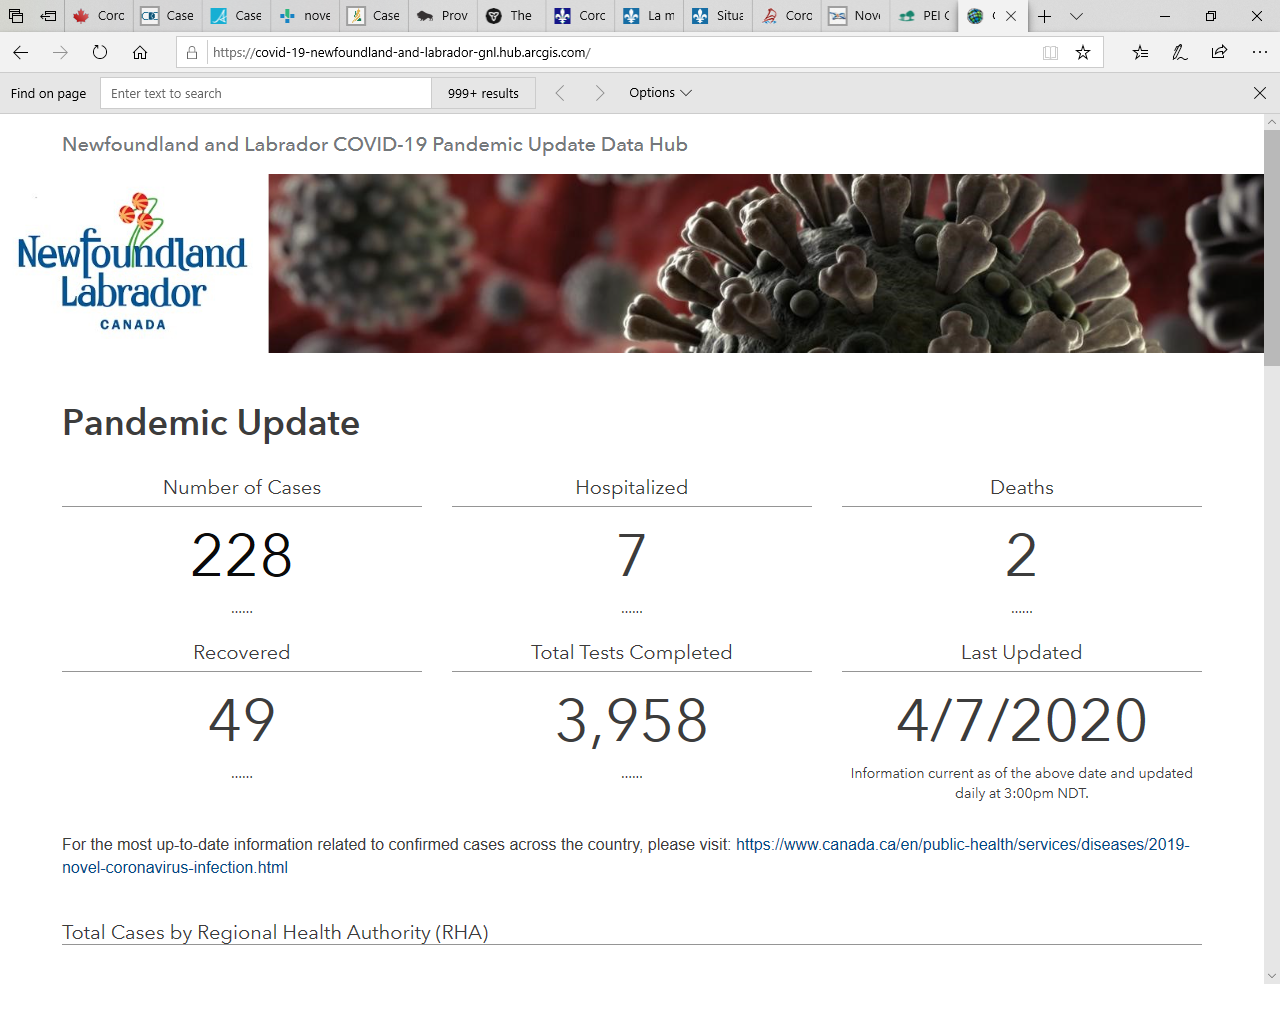 Corc
Case
Case
nove
Case
Prov
The
Corc
La m
Situa
Corc
Nove
PEI C
https://covid-19-newfoundland-and-labrador-gnl.hub.arcgis.com/
Find on page
Enter text to search
999+ results
Options
Newfoundland and Labrador COVID-19 Pandemic Update Data Hub
Newfoundland
Labrador
CANADA
Pandemic Update
Number of Cases
Hospitalized
Deaths
228
7
2
......
......
......
Recovered
Total Tests Completed
Last Updated
49
3,958
4/7/2020
......
......
Information current as of the above date and updated
daily at 3:00pm NDT.
For the most up-to-date information related to confirmed cases across the country, please visit: https://www.canada.ca/en/public-health/services/diseases/2019-
novel-coronavirus-infection.html
Total Cases by Regional Health Authority (RHA)